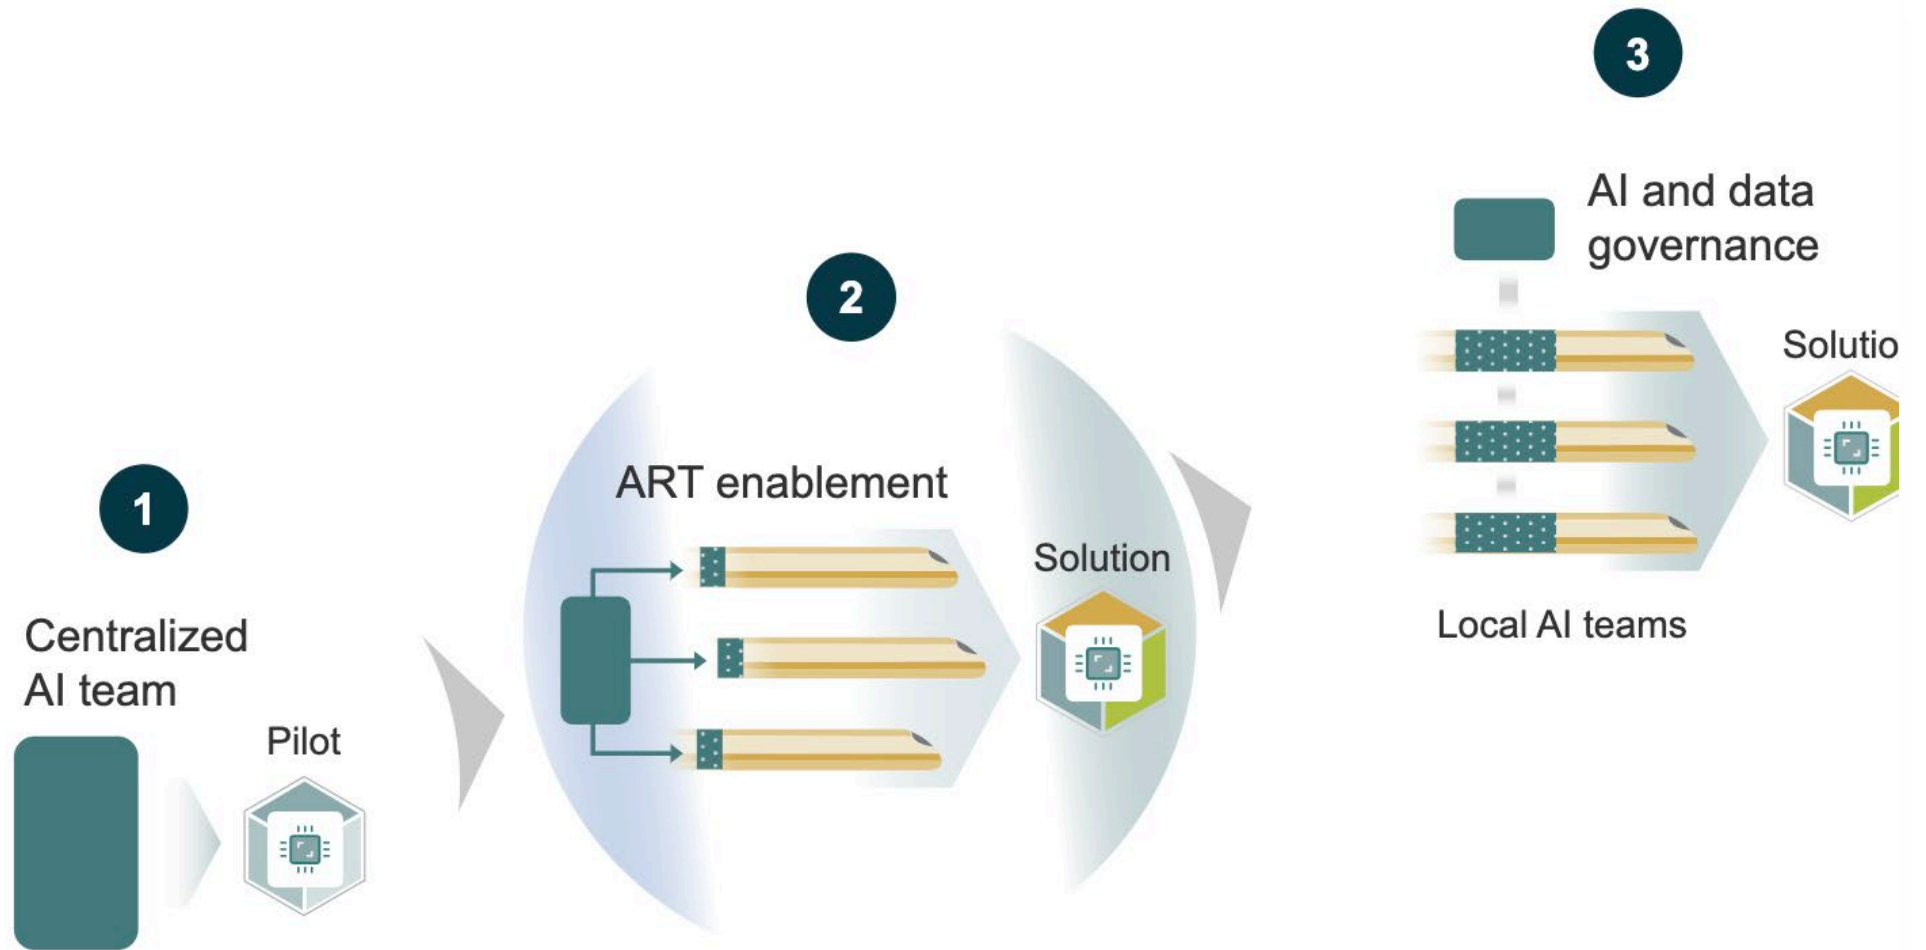 1
Centralized
AI team
Pilot
2
ART enablement
Solution
3
AI and data
governance
Solutio
Local AI teams